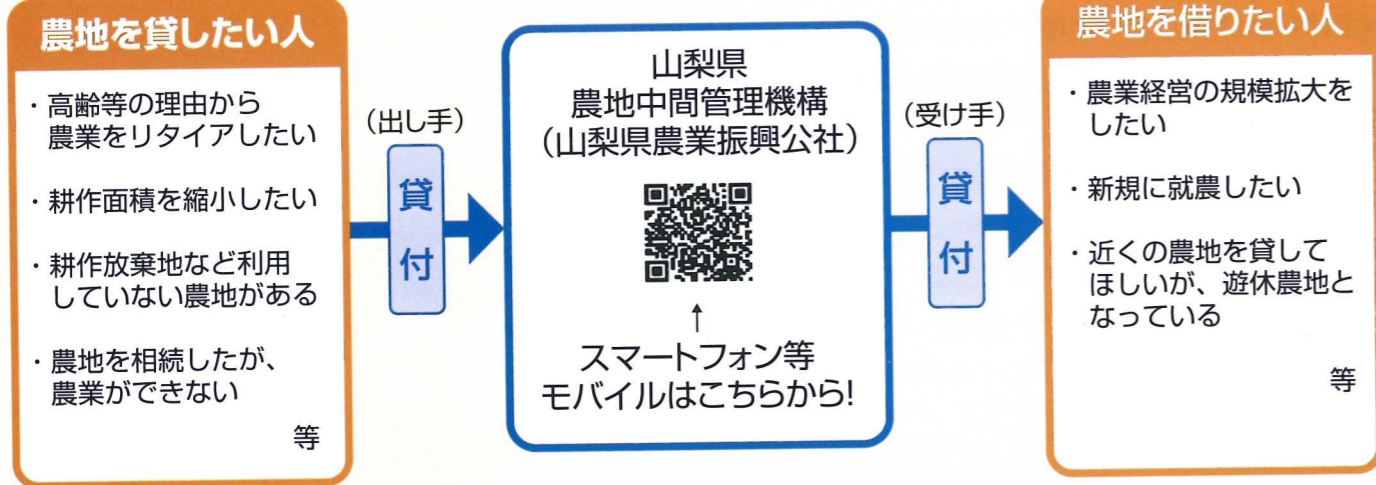 農地を貸したい人
・高齢等の理由から
農業をリタイアしたい
・耕作面積を縮小したい
・耕作放棄地など利用
していない農地がある
・農地を相続したが、
農業ができない
等
(出し手)
貸付
山梨県
農地中間管理機構
(山梨県農業振興公社)
↑
スマートフォン等
モバイルはこちらから!
(受け手)
貸付
農地を借りたい人
・農業経営の規模拡大を
したい
・新規に就農したい
・近くの農地を貸して
ほしいが、遊休農地と
なっている
等